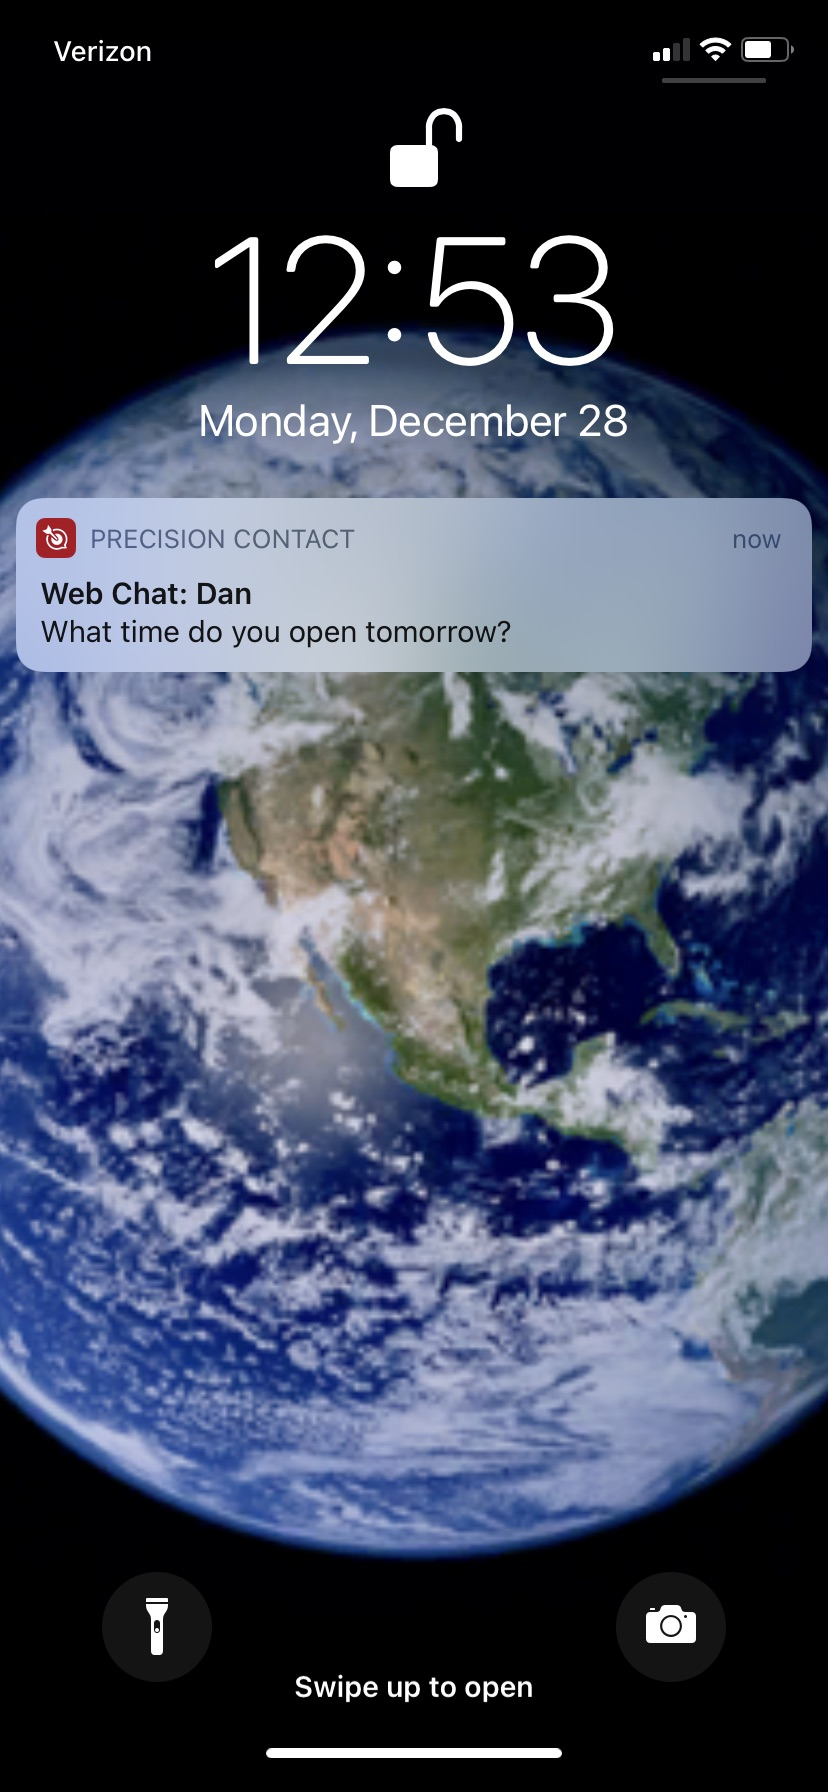 Verizon
12:53
Monday, December 28
PRECISION CONTACT now
Web Chat: Dan
What time do you open tomorrow?
Swipe up to open